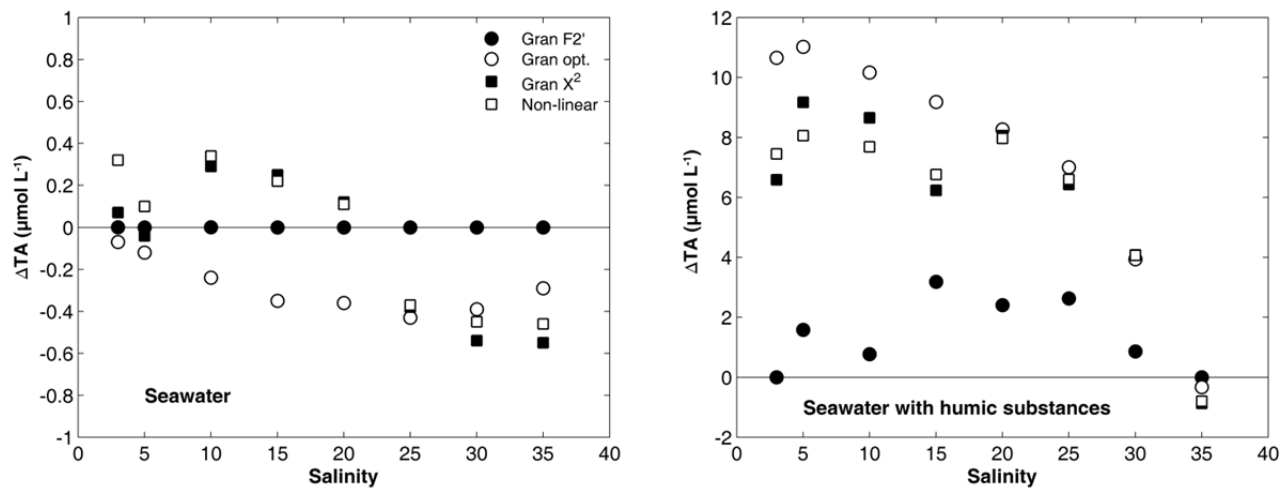 1
0.8
0.6
0.4
0.2
0
-0.2
-0.4
-0.6
-0.8
-1
ΔTA (µmol L⁻¹)
Gran F2'
Gran opt.
Gran X²
Non-linear
Seawater
0 5 10 15 20 25 30 35 40
Salinity
14
12
10
8
6
4
2
0
-2
ΔTA (µmol L⁻¹)
Seawater with humic substances
0 5 10 15 20 25 30 35 40
Salinity